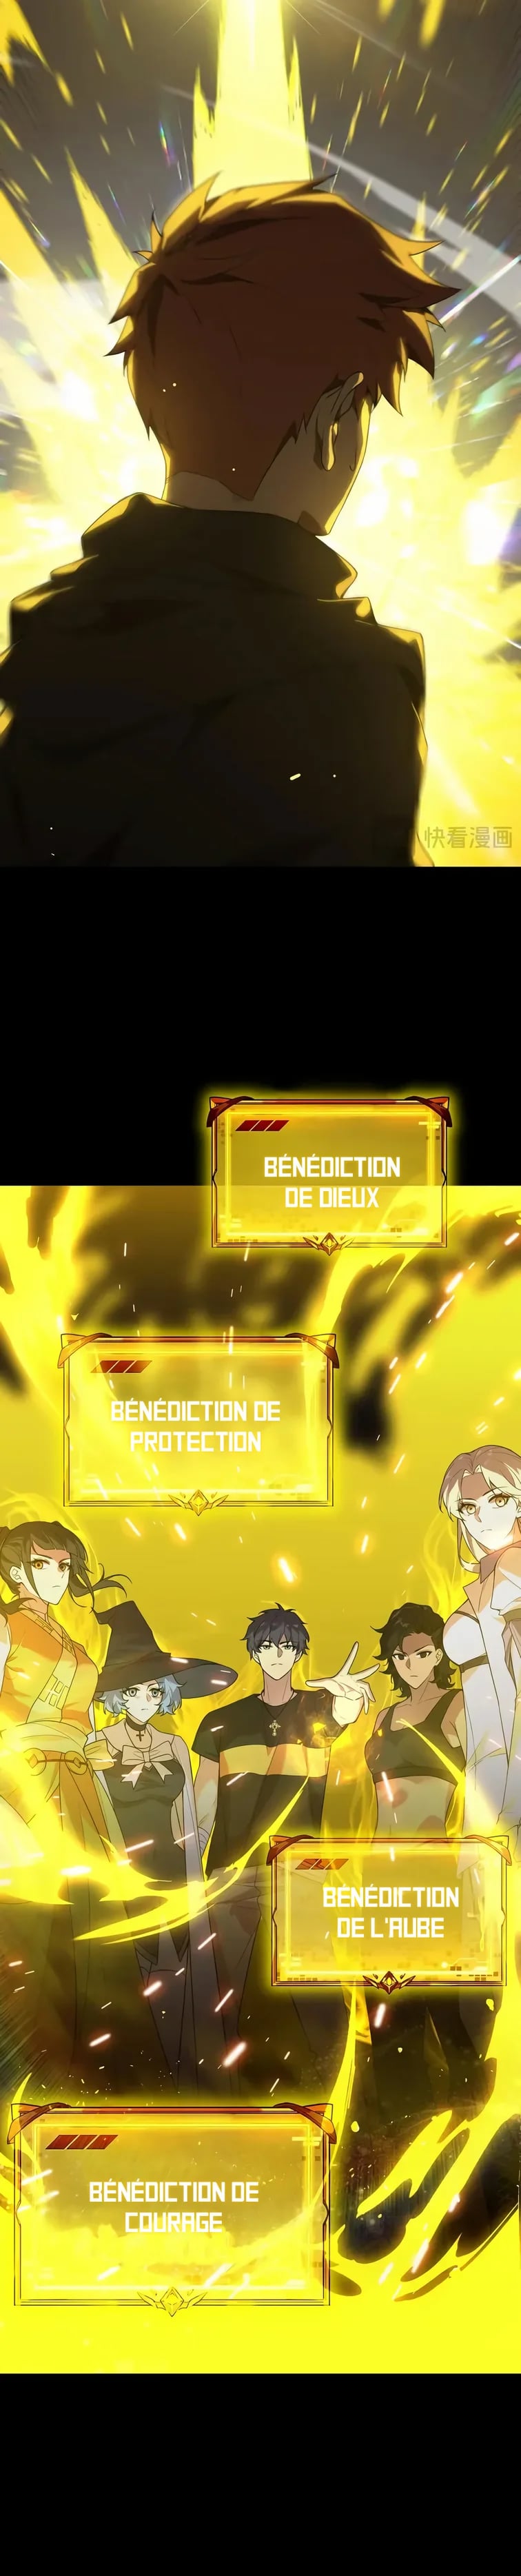 快看漫画
BÉNÉDICTION
DE DIEUX
BÉNÉDICTION DE
PROTECTION
BÉNÉDICTION
DE L'AUBE
BÉNÉDICTION DE
COURAGE